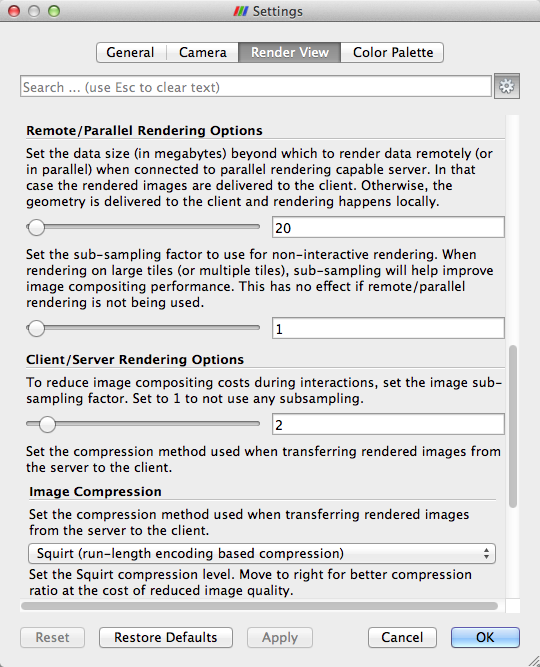 Settings
General Camera Render View Color Palette
Search ... (use Esc to clear text)
Remote/Parallel Rendering Options
Set the data size (in megabytes) beyond which to render data remotely (or
in parallel) when connected to parallel rendering capable server. In that
case the rendered images are delivered to the client. Otherwise, the
geometry is delivered to the client and rendering happens locally.
20
Set the sub-sampling factor to use for non-interactive rendering. When
rendering on large tiles (or multiple tiles), sub-sampling will help improve
image compositing performance. This has no effect if remote/parallel
rendering is not being used.
1
Client/Server Rendering Options
To reduce image compositing costs during interactions, set the image sub-
sampling factor. Set to 1 to not use any subsampling.
2
Set the compression method used when transferring rendered images from
the server to the client.
Image Compression
Set the compression method used when transferring rendered images
from the server to the client.
Squirt (run-length encoding based compression)
Set the Squirt compression level. Move to right for better compression
ratio at the cost of reduced image quality.
Reset Restore Defaults Apply Cancel OK